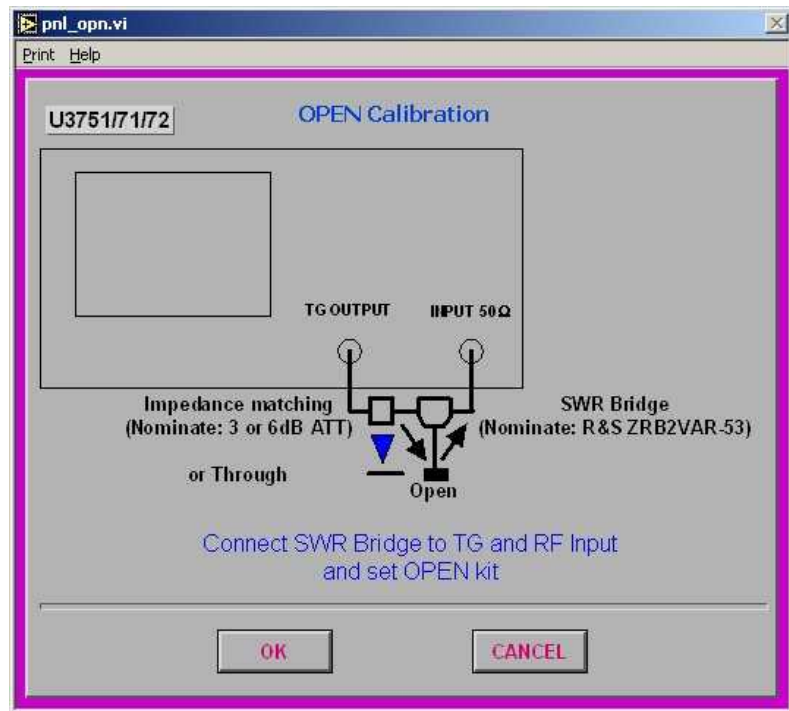 pnl_opn.vi
Print Help
U3751/71/72
OPEN Calibration
TG OUTPUT
INPUT 50Ω
Impedance matching
(Nominate: 3 or 6dB ATT)
SWR Bridge
(Nominate: R&S ZRB2VAR-53)
or Through
Open
Connect SWR Bridge to TG and RF Input
and set OPEN kit
OK
CANCEL